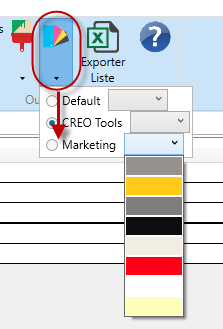 s
Exporter
Ou
Liste
Default
CREO Tools
Marketing